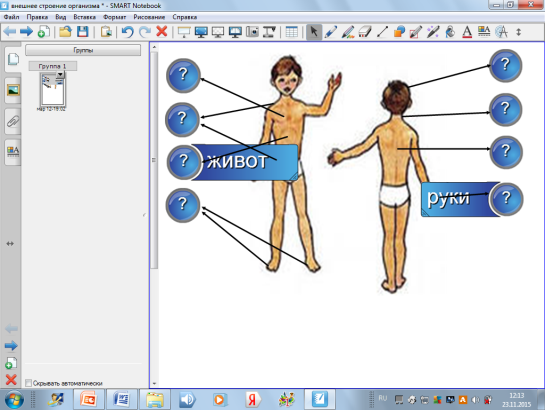 внешнее строение организма * - SMART Notebook
Файл Правка Вид Вставка Формат Рисование Справка
Группы
Группа 1
? ?
? ?
? живот ?
? руки ?
Скрывать автоматически
RU 12:13
23.11.2015